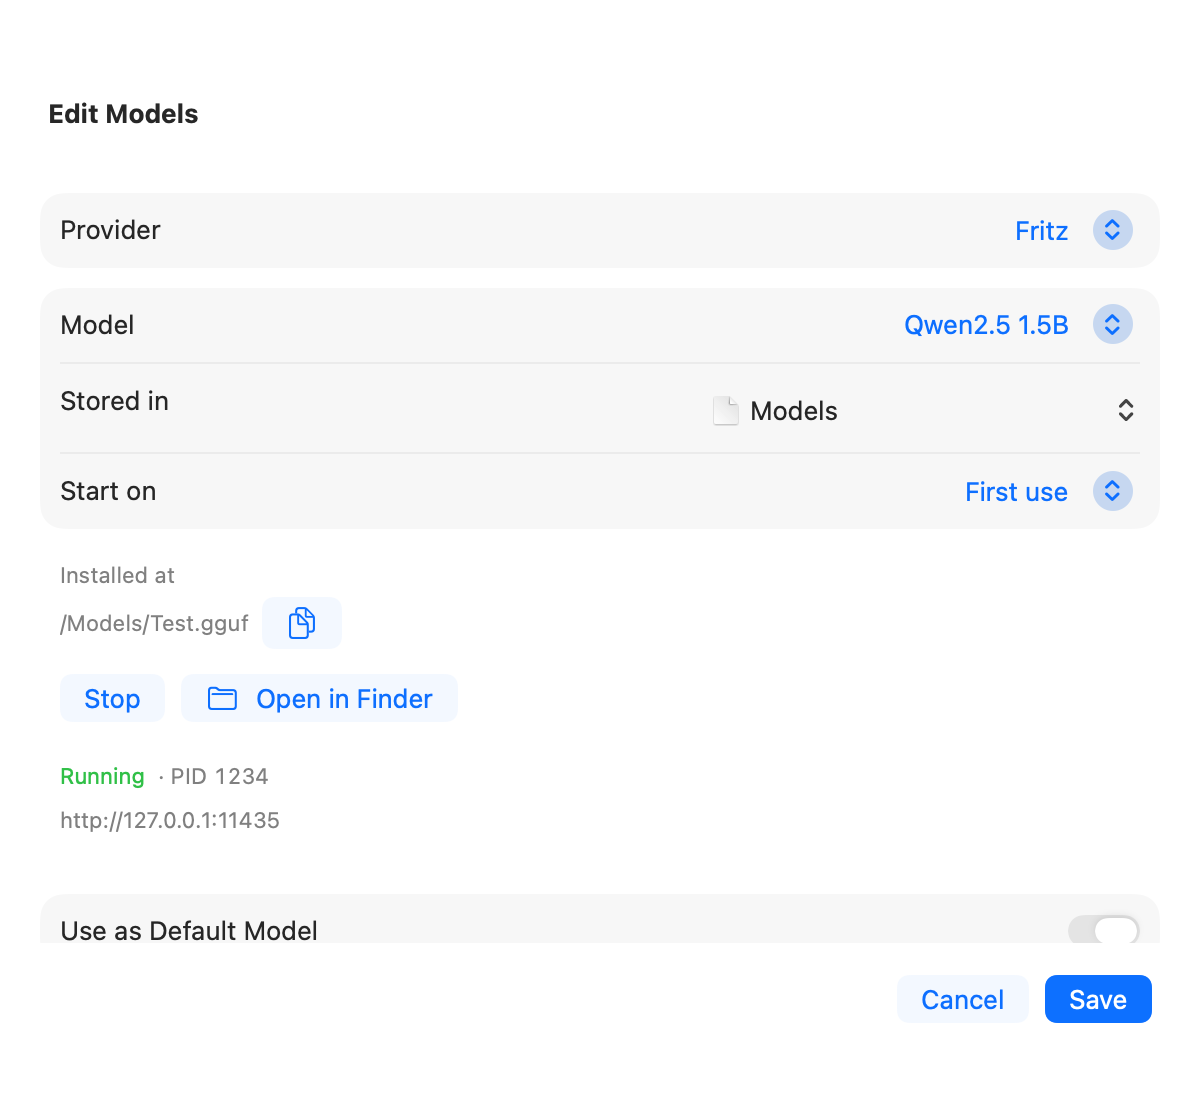 Edit Models
Provider Fritz
Model Qwen2.5 1.5B
Stored in Models
Start on First use
Installed at
/Models/Test.gguf
Stop Open in Finder
Running · PID 1234
http://127.0.0.1:11435
Use as Default Model
Cancel Save